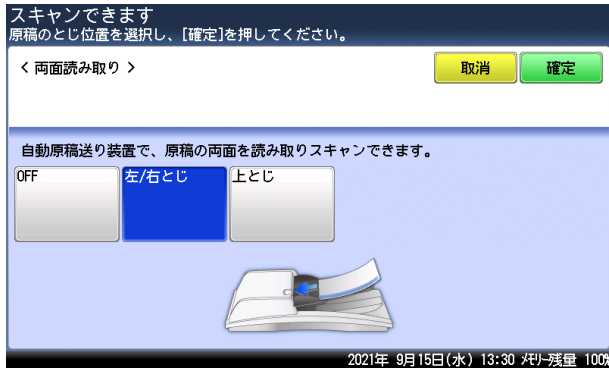 スキャンできます
原稿のとじ位置を選択し、[確定]を押してください。
< 両面読み取り >
取消
確定
自動原稿送り装置で、原稿の両面を読み取りスキャンできます。
OFF
左/右とじ
上とじ
2021年 9月15日(水) 13:30 ﾒﾓﾘｰ残量 100%